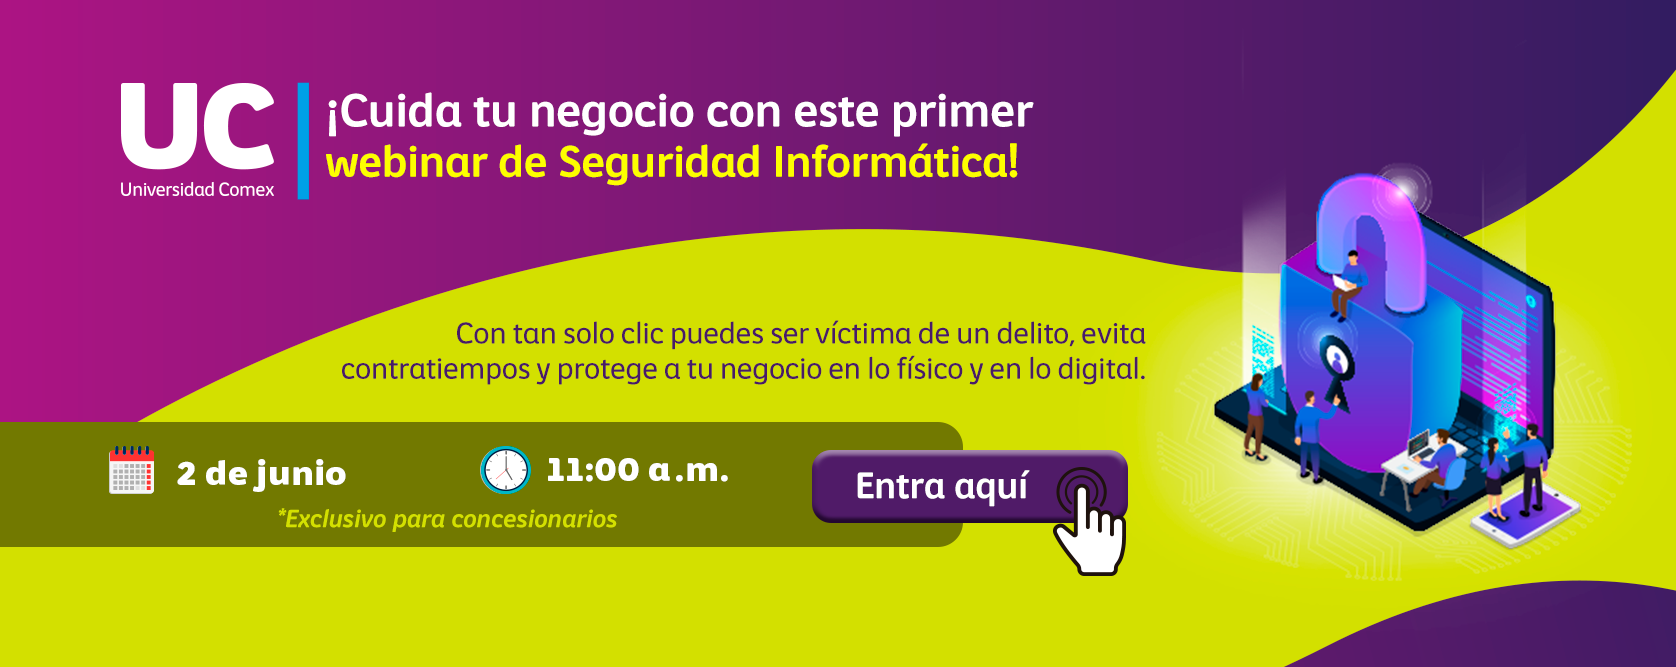 UC
Universidad Comex
¡Cuida tu negocio con este primer
webinar de Seguridad Informática!
Con tan solo clic puedes ser víctima de un delito, evita
contratiempos y protege a tu negocio en lo físico y en lo digital.
2 de junio
11:00 a.m.
*Exclusivo para concesionarios
Entra aquí